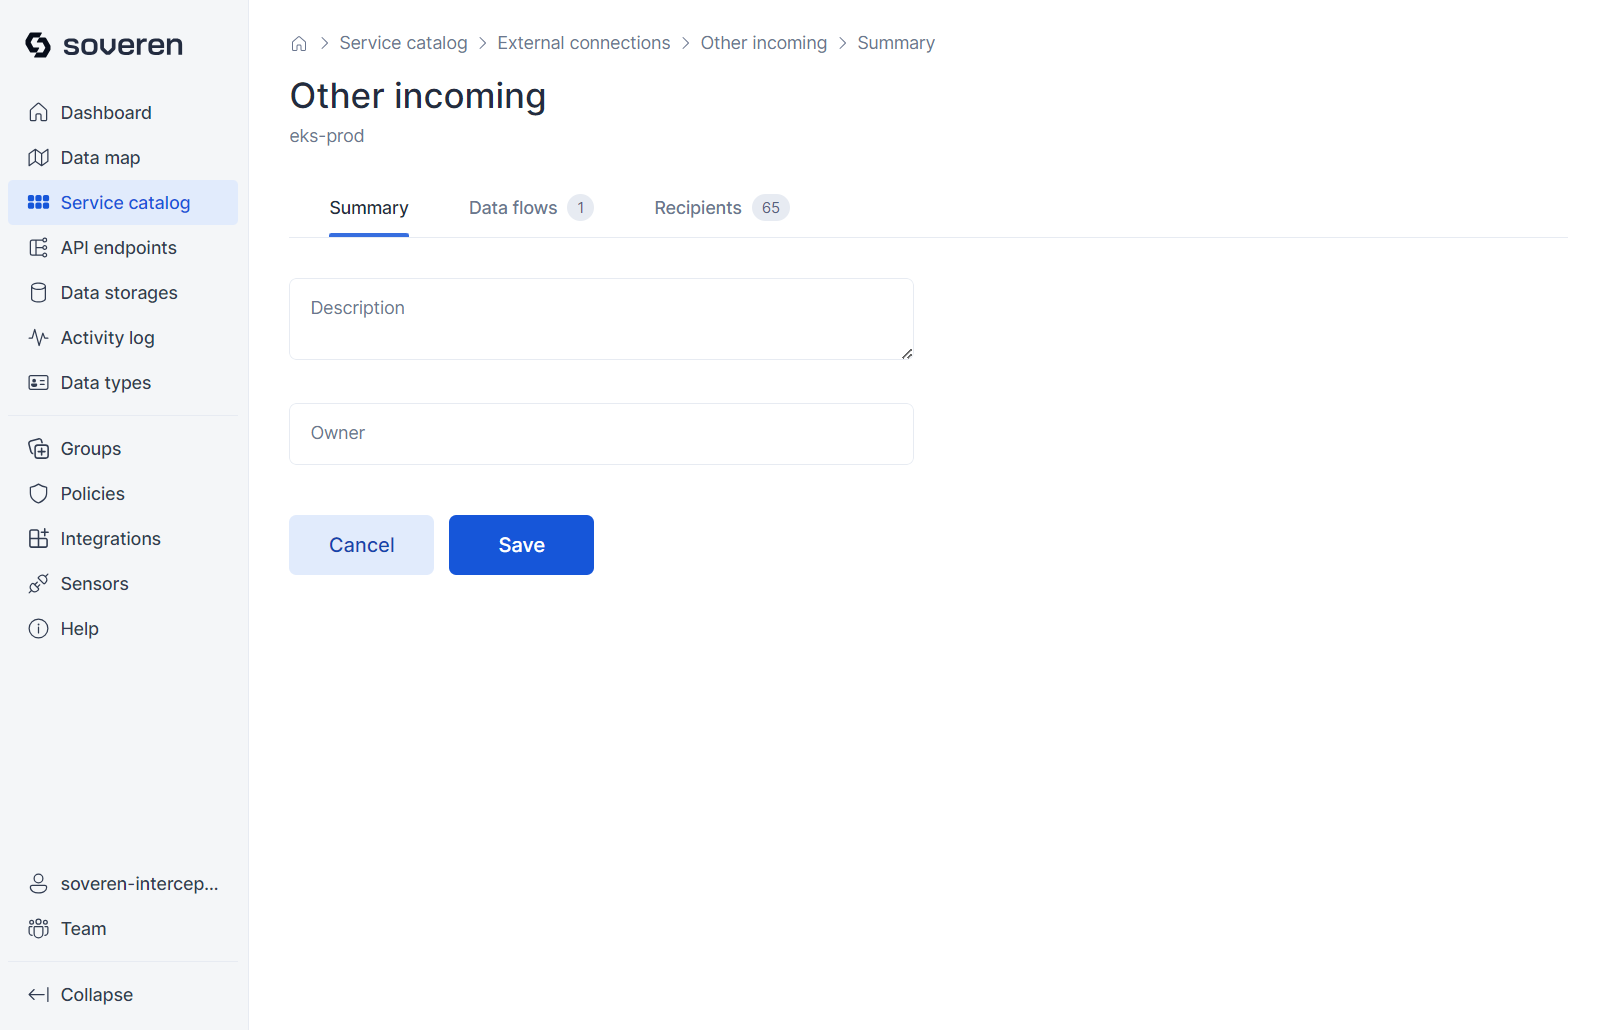 soveren
Dashboard
Data map
Service catalog
API endpoints
Data storages
Activity log
Data types
Groups
Policies
Integrations
Sensors
Help
soveren-intercep...
Team
Collapse
Service catalog > External connections > Other incoming > Summary
Other incoming
eks-prod
Summary Data flows 1 Recipients 65
Description
Owner
Cancel Save